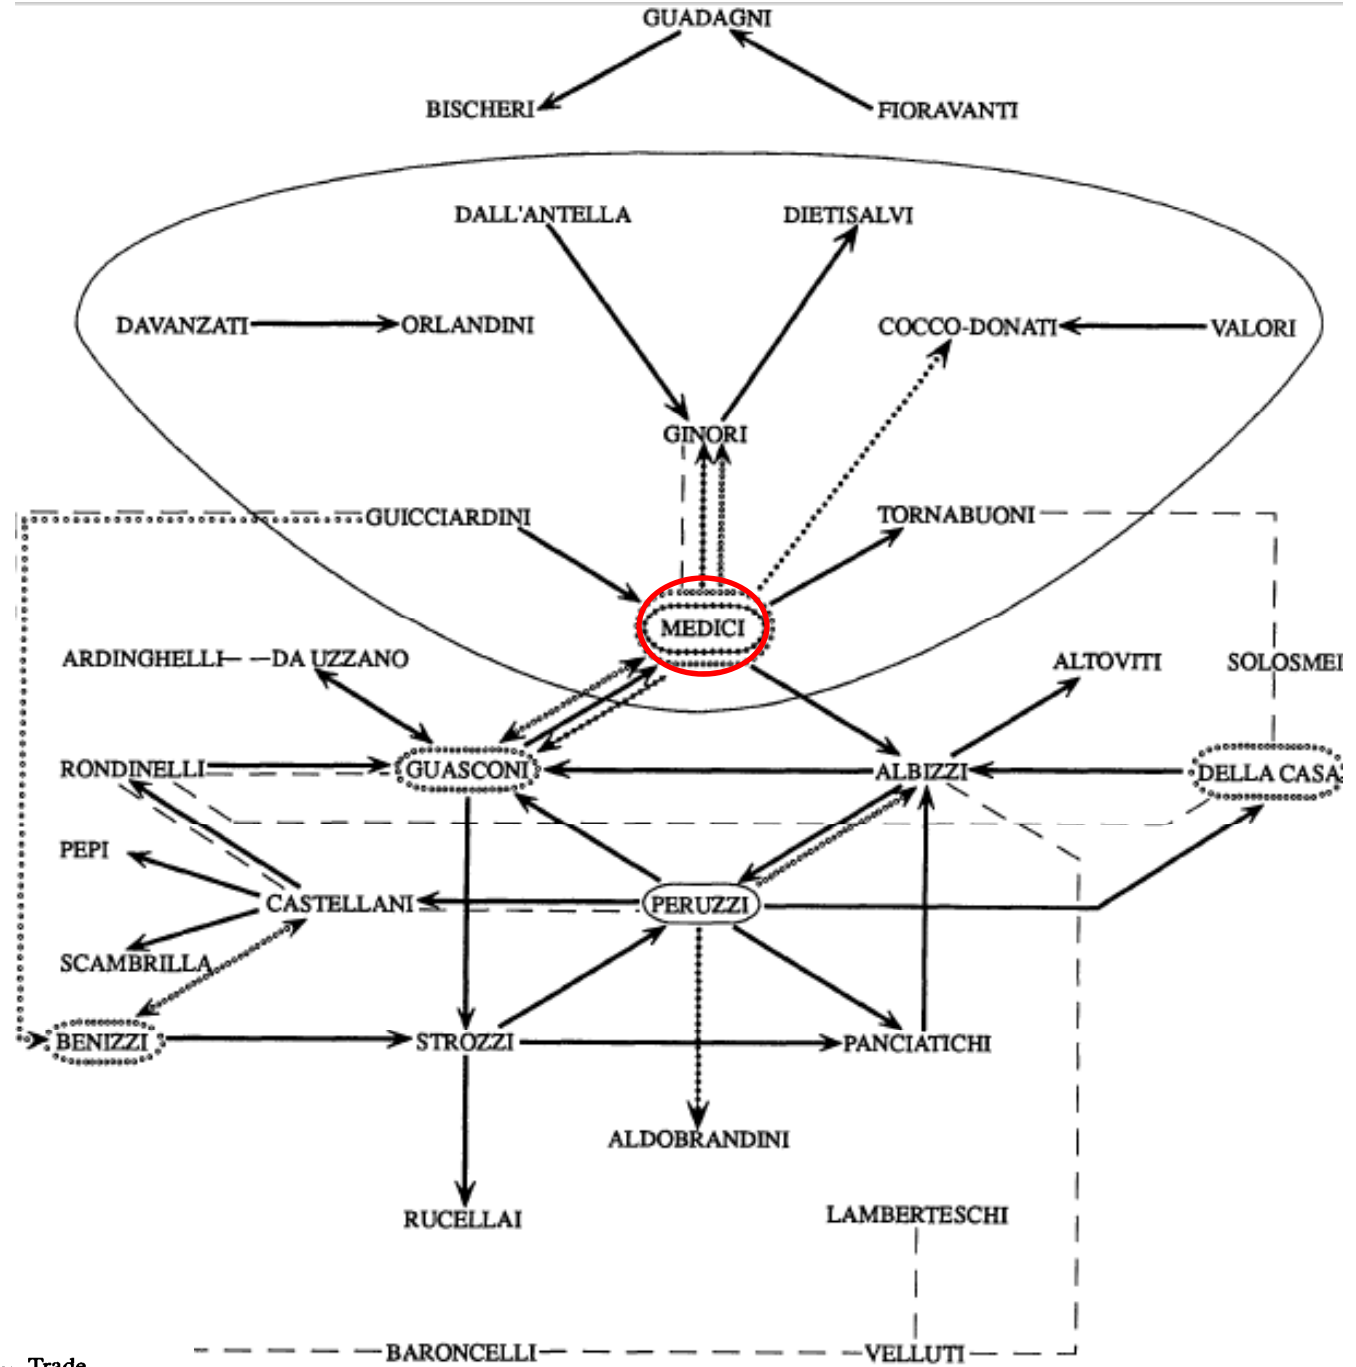 GUADAGNI
BISCHERI FIORAVANTI
DALL'ANTELLA DIETISALVI
DAVANZATI ORLANDINI COCCO-DONATI VALORI
GINORI
GUICCIARDINI TORNABUONI
MEDICI
ARDINGHELLI DA UZZANO ALTOVITI SOLOSMEI
RONDINELLI GUASCONI ALBIZZI DELLA CASA
PEPI
CASTELLANI PERUZZI
SCAMBRILLA
BENIZZI STROZZI PANCIATICHI
ALDOBRANDINI
RUCELLAI LAMBERTESCHI
BARONCELLI VELLUTI
Trade